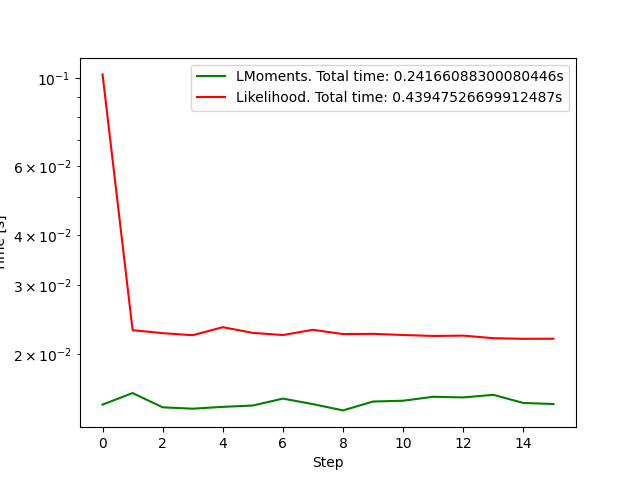 LMoments. Total time: 0.24166088300080446s
Likelihood. Total time: 0.43947526699912487s
10⁻¹
6 × 10⁻²
4 × 10⁻²
3 × 10⁻²
2 × 10⁻²
0 2 4 6 8 10 12 14
Step